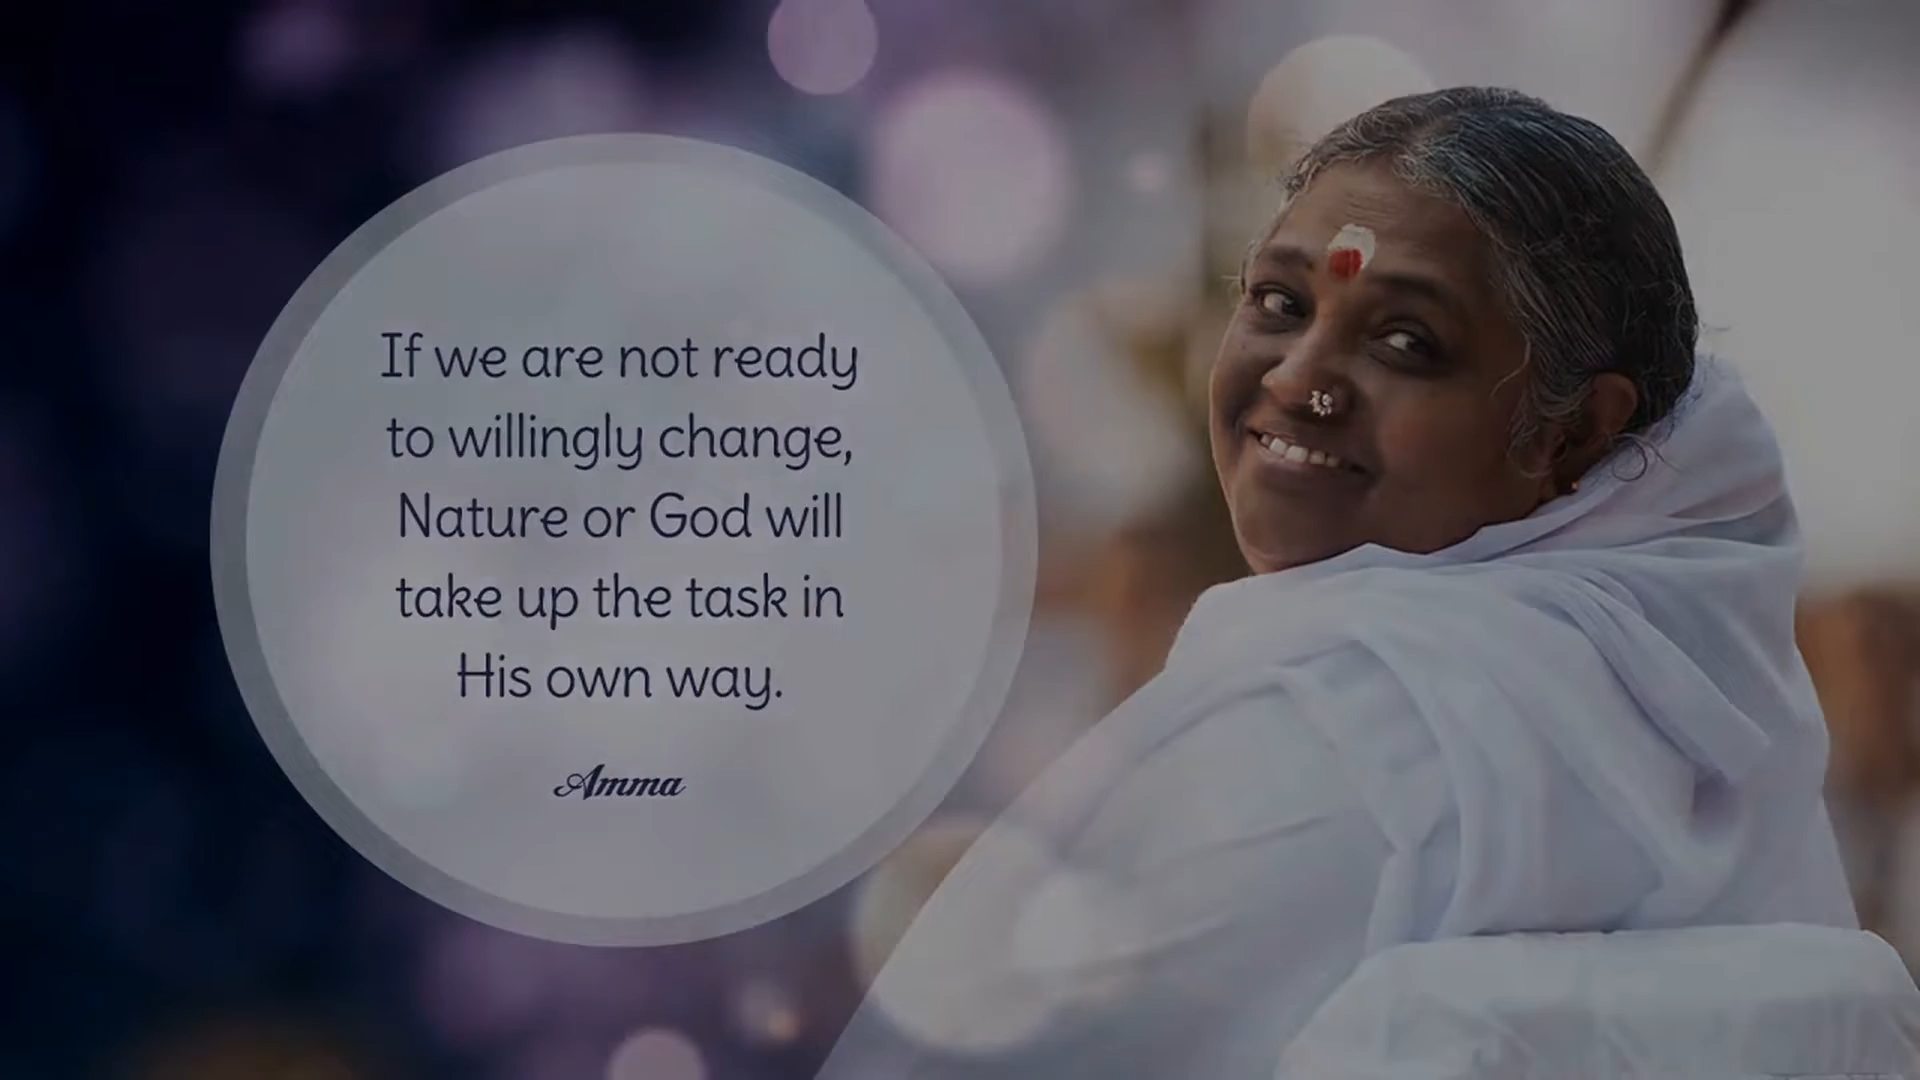 If we are not ready
to willingly change,
Nature or God will
take up the task in
His own way.
Amma